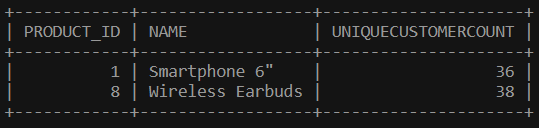 +------------+------------------+---------------------+
| PRODUCT_ID | NAME             | UNIQUECUSTOMERCOUNT |
+------------+------------------+---------------------+
|          1 | Smartphone 6"    |                  36 |
|          8 | Wireless Earbuds |                  38 |
+------------+------------------+---------------------+